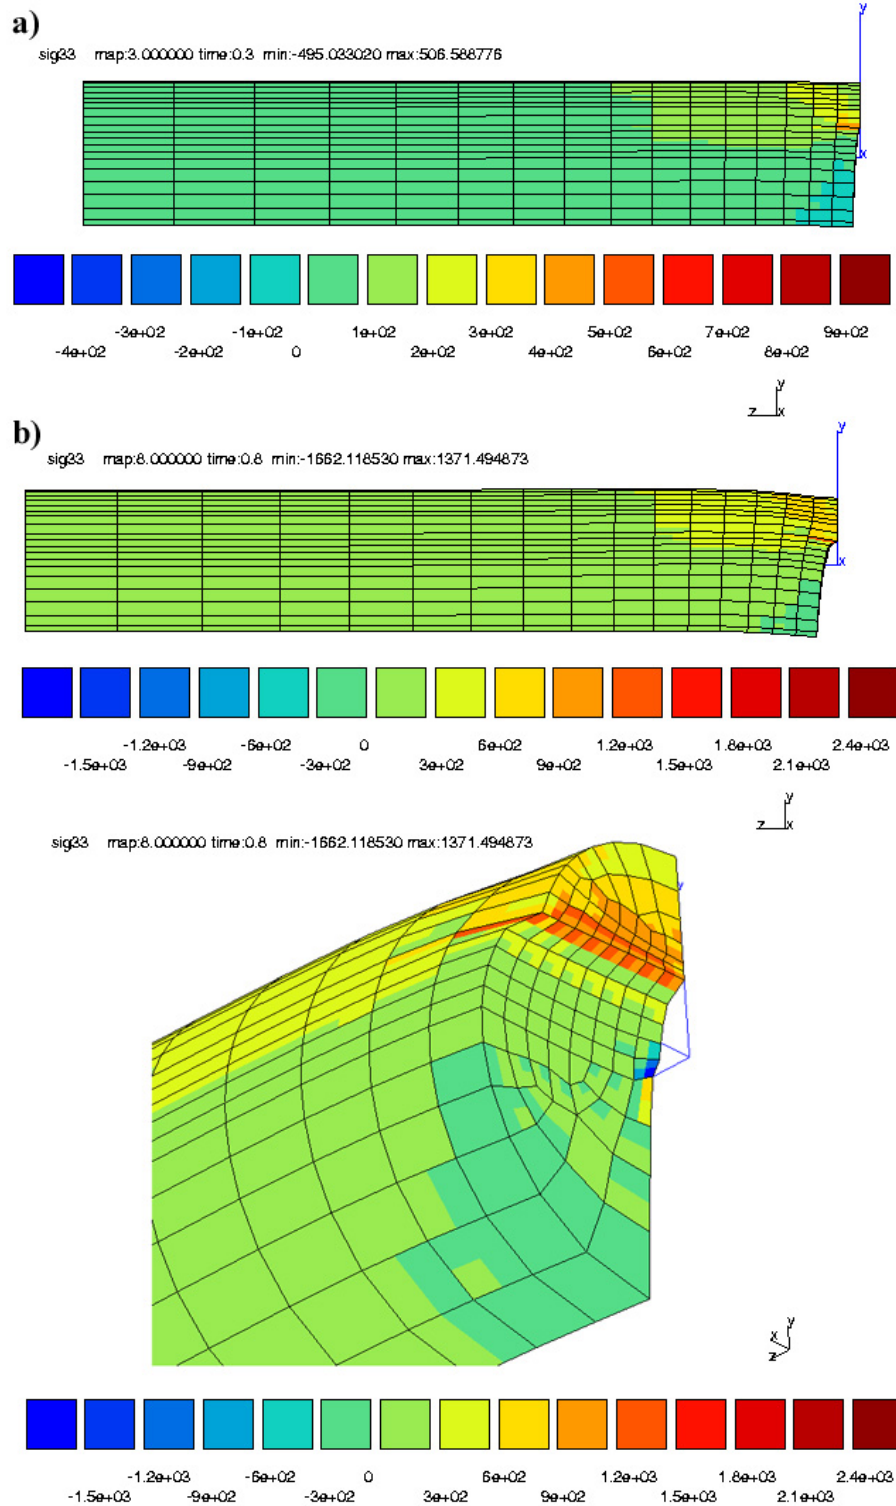 a)
y
sig33 map:3.000000 time:0.3 min:-495.033020 max:506.588776
x
-3e+02 -1e+02 1e+02 3e+02 5e+02 7e+02 9e+02
-4e+02 -2e+02 0 2e+02 4e+02 6e+02 8e+02
y
z x
b)
y
sig33 map:8.000000 time:0.8 min:-1662.118530 max:1371.494873
x
-1.2e+03 -6e+02 0 6e+02 1.2e+03 1.8e+03 2.4e+03
-1.5e+03 -9e+02 -3e+02 3e+02 9e+02 1.5e+03 2.1e+03
y
z x
sig33 map:8.000000 time:0.8 min:-1662.118530 max:1371.494873
y
y
x
z
-1.2e+03 -6e+02 0 6e+02 1.2e+03 1.8e+03 2.4e+03
-1.5e+03 -9e+02 -3e+02 3e+02 9e+02 1.5e+03 2.1e+03